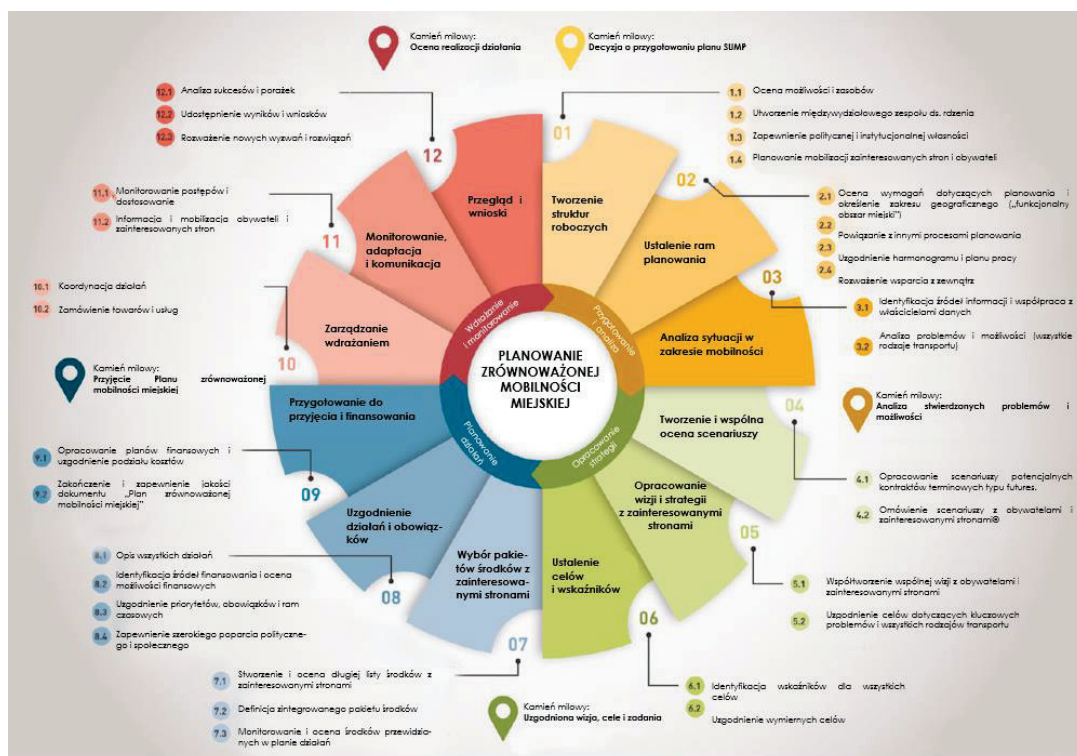 Kamień milowy:
Ocena realizacji działania
Kamień milowy:
Decyzja o przygotowaniu planu SUMP
12.1 Analiza sukcesów i porażek
12.2 Udostępnienie wyników i wniosków
12.3 Rozważenie nowych wyzwań i rozwiązań
1.1 Ocena możliwości i zasobów
1.2 Utworzenie międzywydziałowego zespołu ds. rdzenia
1.3 Zapewnienie politycznej i instytucjonalnej własności
1.4 Planowanie mobilizacji zainteresowanych stron i obywateli
11.1 Monitorowanie postępów i
dostosowanie
11.2 Informacja i mobilizacja obywateli i
zainteresowanych stron
2.1 Ocena wymagań dotyczących planowania i
określenie zakresu geograficznego („funkcjonalny
obszar miejski")
2.2
Powiązanie z innymi procesami planowania
2.3
Uzgodnienie harmonogramu i planu pracy
2.4
Rozważenie wsparcia z zewnątrz
10.1 Koordynacja działań
10.2 Zamówienie towarów i usług
3.1 Identyfikacja źródeł informacji i współpraca z
właścicielami danych
3.2 Analiza problemów i możliwości (wszystkie
rodzaje transportu)
Kamień milowy:
Przyjęcie Planu zrównoważonej
mobilności miejskiej
Kamień milowy:
Analiza stwierdzonych problemów i
możliwości
9.1 Opracowanie planów finansowych i
uzgodnienie podziału kosztów
9.2 Zakończenie i zapewnienie jakości
dokumentu „Plan zrównoważonej
mobilności miejskiej"
4.1 Opracowanie scenariuszy potencjalnych
kontraktów terminowych typu futures.
4.2 Omówienie scenariuszy z obywatelami i
zainteresowanymi stronami®
8.1 Opis wszystkich działań
8.2 Identyfikacja źródeł finansowania i ocena
możliwości finansowych
8.3 Uzgodnienie priorytetów, obowiązków i ram
czasowych
8.4 Zapewnienie szerokiego poparcia polityczne-
go i społecznego
5.1 Współtworzenie wspólnej wizji z obywatelami i
zainteresowanymi stronami
5.2 Uzgodnienie celów dotyczących kluczowych
problemów i wszystkich rodzajów transportu
7.1 Stworzenie i ocena długiej listy środków z
zainteresowanymi stronami
7.2 Definicja zintegrowanego pakietu środków
7.3 Monitorowanie i ocena środków przewidzia-
nych w planie działań
6.1 Identyfikacja wskaźników dla wszystkich
celów
6.2
Uzgodnienie wymiernych celów
Kamień milowy:
Uzgodniona wizja, cele i zadania
01
Tworzenie
struktur
roboczych
02
Ustalenie ram
planowania
03
Analiza sytuacji w
zakresie mobilności
04
Tworzenie i wspólna
ocena scenariuszy
05
Opracowanie
wizji i strategii
z zainteresowanymi
stronami
06
Ustalenie
celów
i wskaźników
07
Wybór pakie-
tów środków z
zainteresowa-
nymi stronami
08
Uzgodnienie
działań i obowiąz-
ków
09
Przygotowanie do
przyjęcia i finansowania
10
Zarządzanie
wdrażaniem
11
Monitorowanie,
adaptacja
i komunikacja
12
Przegląd i
wnioski
Wdrażanie
i monitorowanie
Przygotowanie
i analiza
Opracowanie
strategii
Planowanie
działań
PLANOWANIE
ZRÓWNOWAŻONEJ
MOBILNOŚCI
MIEJSKIEJ